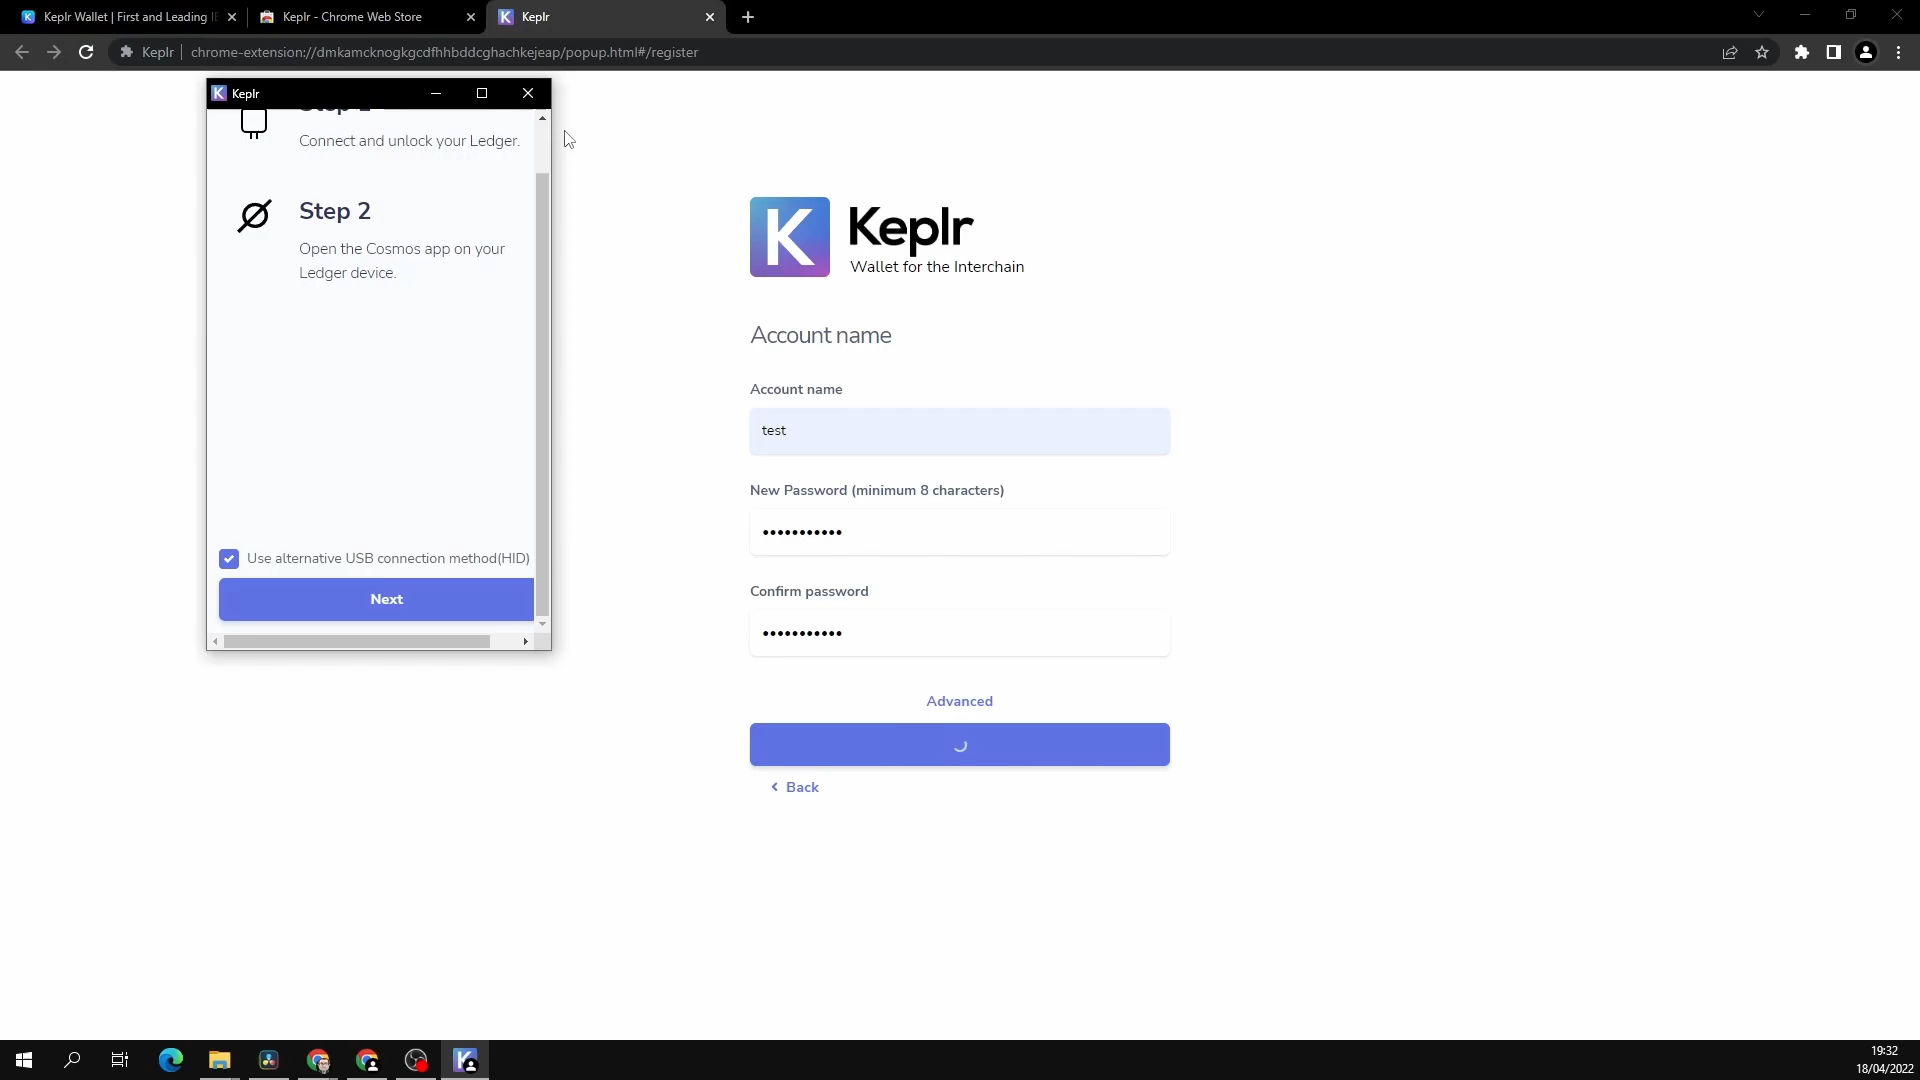 Keplr Wallet | First and Leading IB
Keplr - Chrome Web Store
Keplr
Keplr
chrome-extension://dmkamcknogkgcdfhhbddcghachkejeap/popup.html#/register
Keplr
Connect and unlock your Ledger.
Step 2
Open the Cosmos app on your
Ledger device.
Use alternative USB connection method(HID)
Next
K
Keplr
Wallet for the Interchain
Account name
Account name
test
New Password (minimum 8 characters)
•••••••••••
Confirm password
•••••••••••
Advanced
Back
19:32
18/04/2022